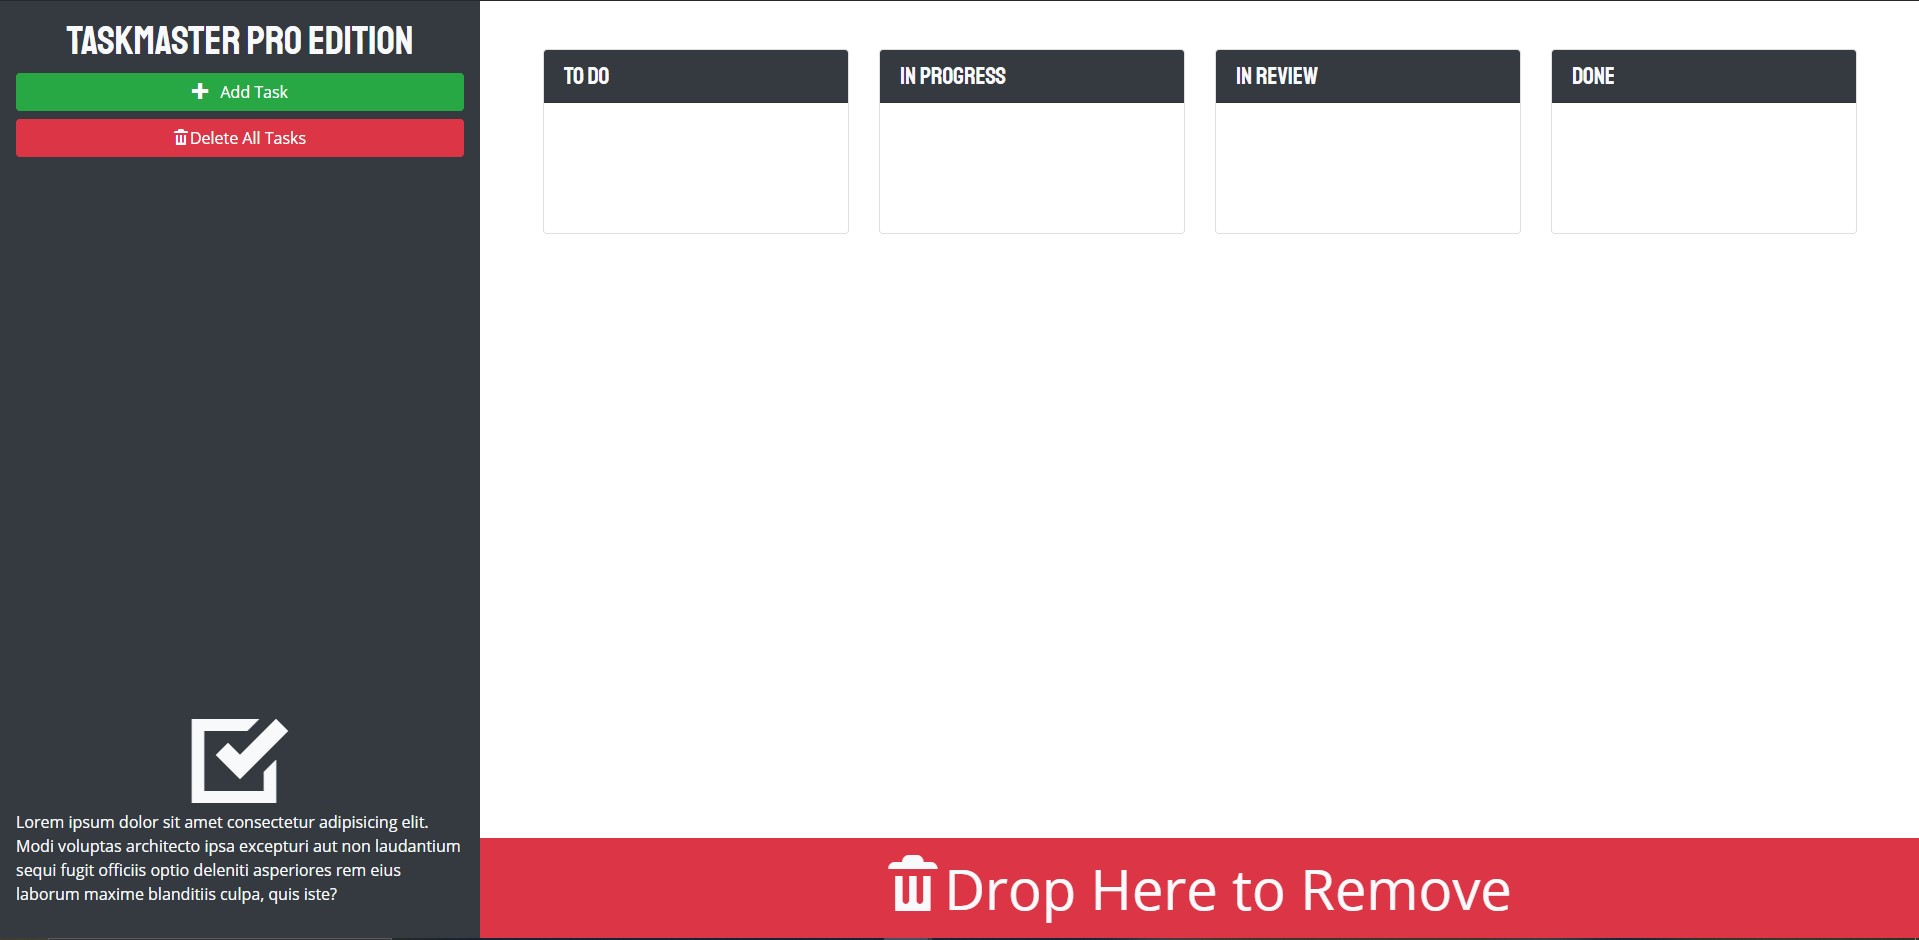 TASKMASTER PRO EDITION
Add Task
Delete All Tasks
Lorem ipsum dolor sit amet consectetur adipisicing elit.
Modi voluptas architecto ipsa excepturi aut non laudantium
sequi fugit officiis optio deleniti asperiores rem eius
laborum maxime blanditiis culpa, quis iste?
TO DO
IN PROGRESS
IN REVIEW
DONE
Drop Here to Remove